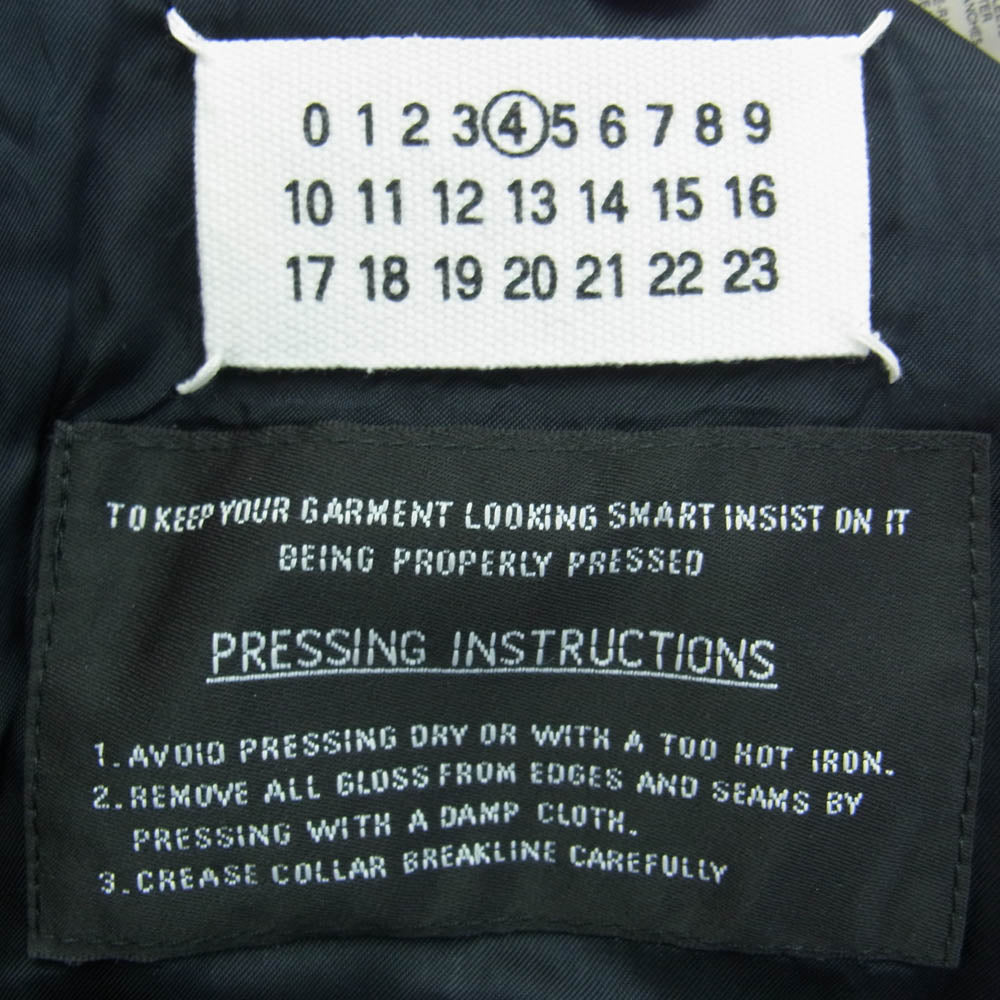 0 1 2 3 4 5 6 7 8 9
10 11 12 13 14 15 16
17 18 19 20 21 22 23
TO KEEP YOUR GARMENT LOOKING SMART INSIST ON IT
BEING PROPERLY PRESSED
PRESSING INSTRUCTIONS
1. AVOID PRESSING DRY OR WITH A TOO HOT IRON.
2. REMOVE ALL GLOSS FROM EDGES AND SEAMS BY
PRESSING WITH A DAMP CLOTH.
3. CREASE COLLAR BREAKLINE CAREFULLY